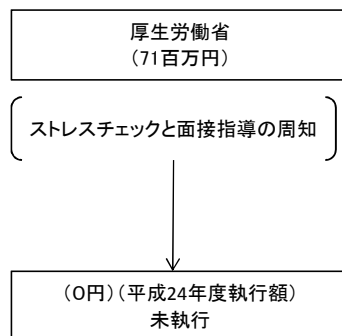 厚生労働省
（71百万円）
ストレスチェックと面接指導の周知
（0円）（平成24年度執行額）
未執行